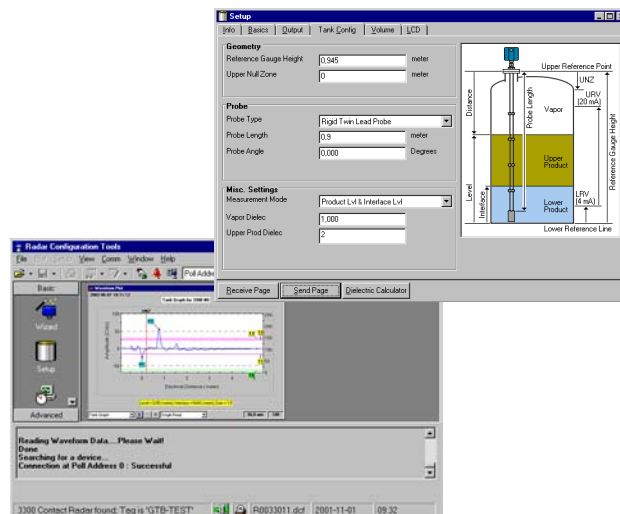 Setup
Info Basics Output Tank Config Volume LCD
Geometry
Reference Gauge Height 0,945 meter
Upper Null Zone 0 meter
Probe
Probe Type Rigid Twin Lead Probe
Probe Length 0,9 meter
Probe Angle 0,000 Degrees
Misc. Settings
Measurement Mode Product Lvl & Interface Lvl
Vapor Dielec 1,000
Upper Prod Dielec 2
Receive Page Send Page Dielectric Calculator
Upper Reference Point
UNZ
URV
(20 mA)
Distance
Probe Length
Vapor
Reference Gauge Height
Upper
Product
Level
Interface
LRV
(4 mA)
Lower
Product
Lower Reference Line
Radar Configuration Tools
File View Comm Window Help
Poll Addre
Basic
Wizard
Setup
Advanced
Waveform Plot
UNZ
Reading Waveform Data....Please Wait!
Done
Searching for a device...
Connection at Poll Address 0 : Successful
3300 Contact Radar found: Tag is 'GTB-TEST' R0033011.dcf 2001-11-01 09:32